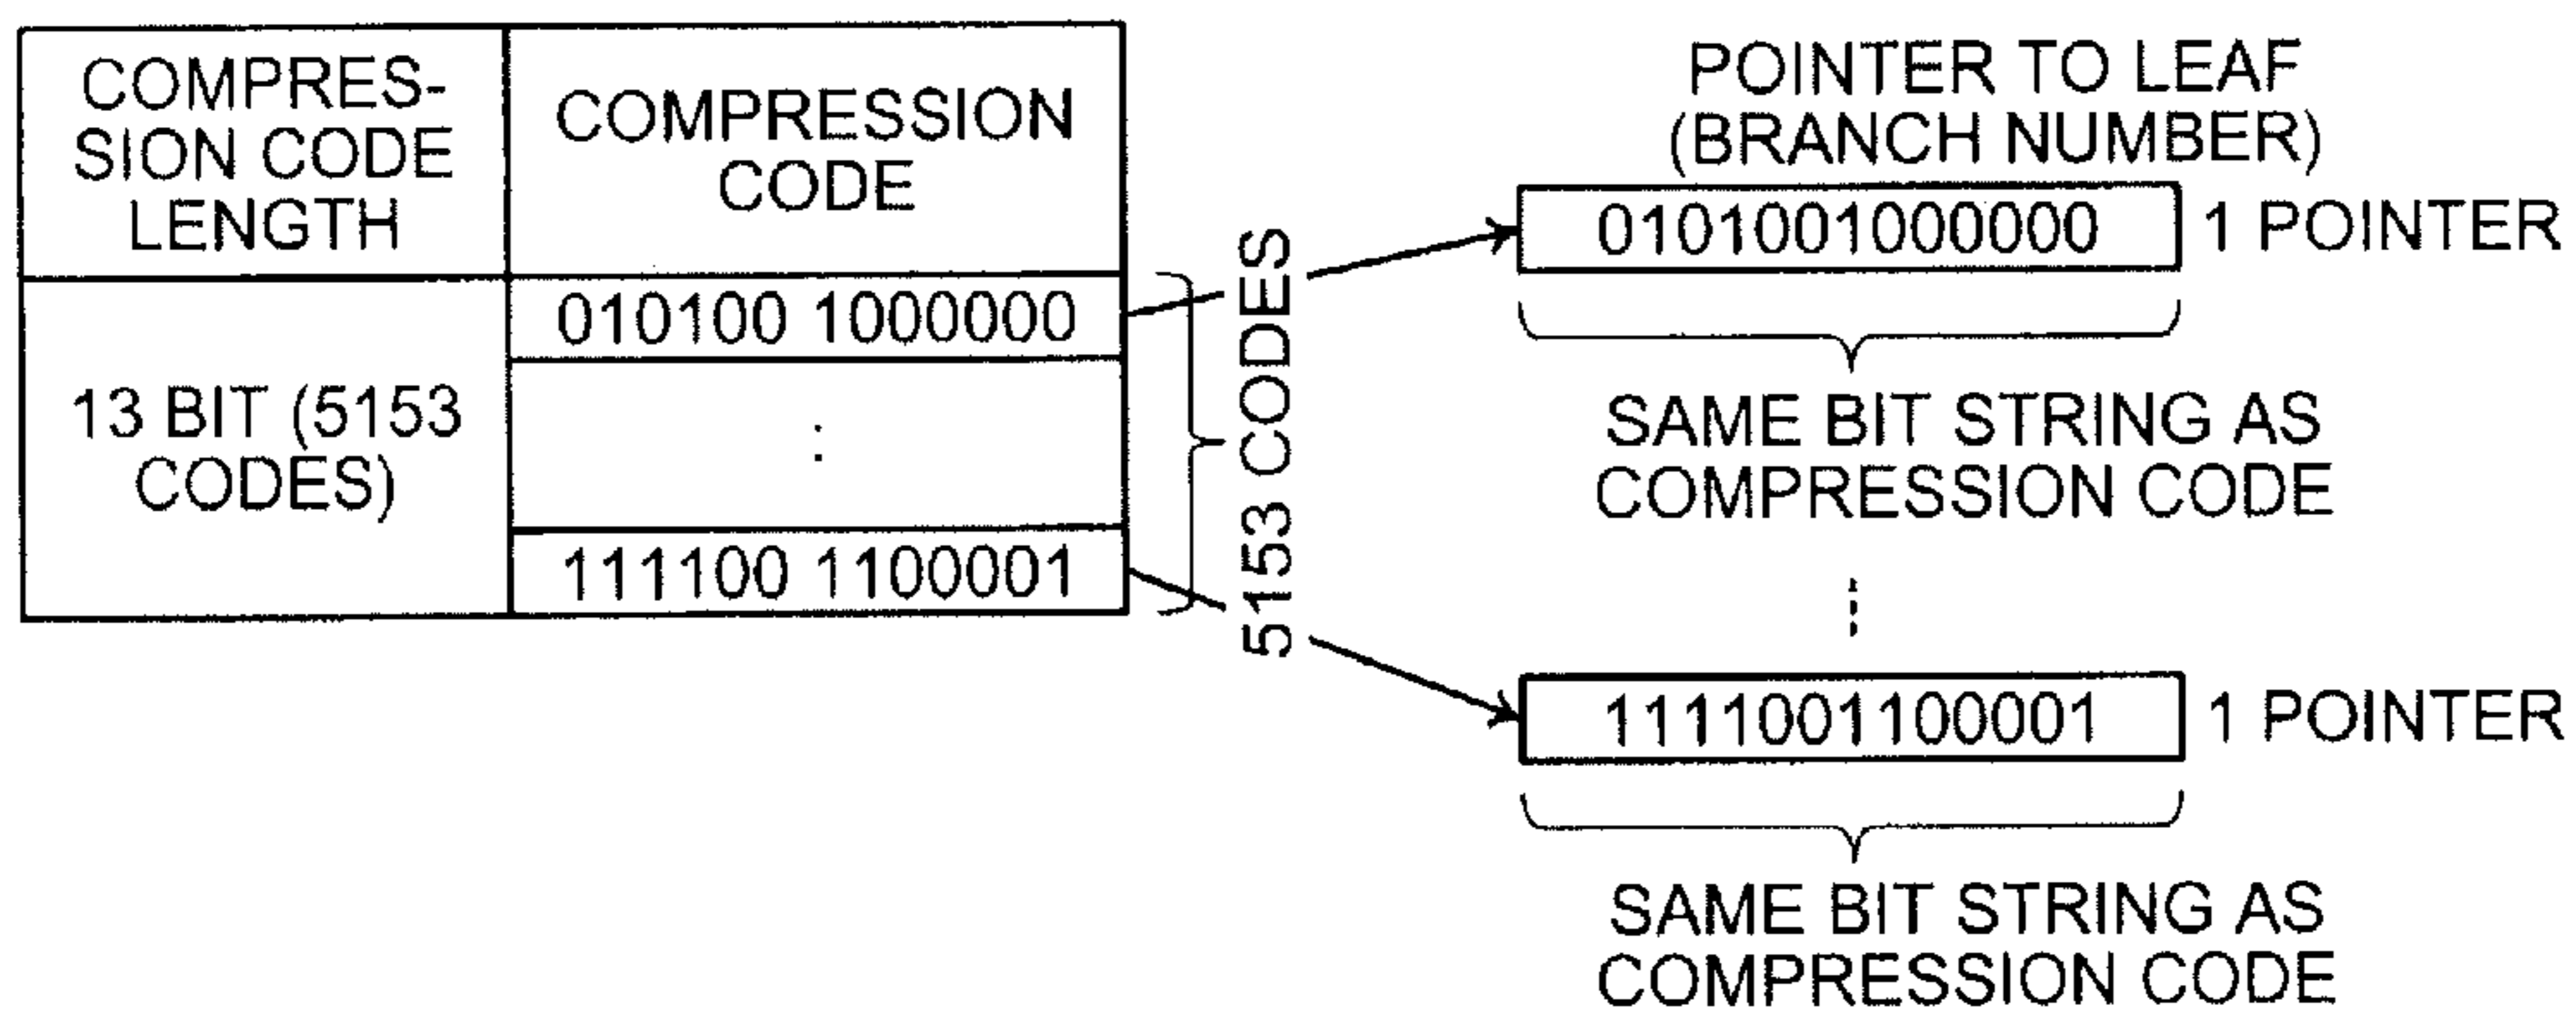 COMPRES-
SION CODE
LENGTH
COMPRESSION
CODE
13 BIT (5153
CODES)
010100 1000000
:
111100 1100001
5153 CODES
POINTER TO LEAF
(BRANCH NUMBER)
0101001000000
1 POINTER
SAME BIT STRING AS
COMPRESSION CODE
1111001100001
1 POINTER
SAME BIT STRING AS
COMPRESSION CODE